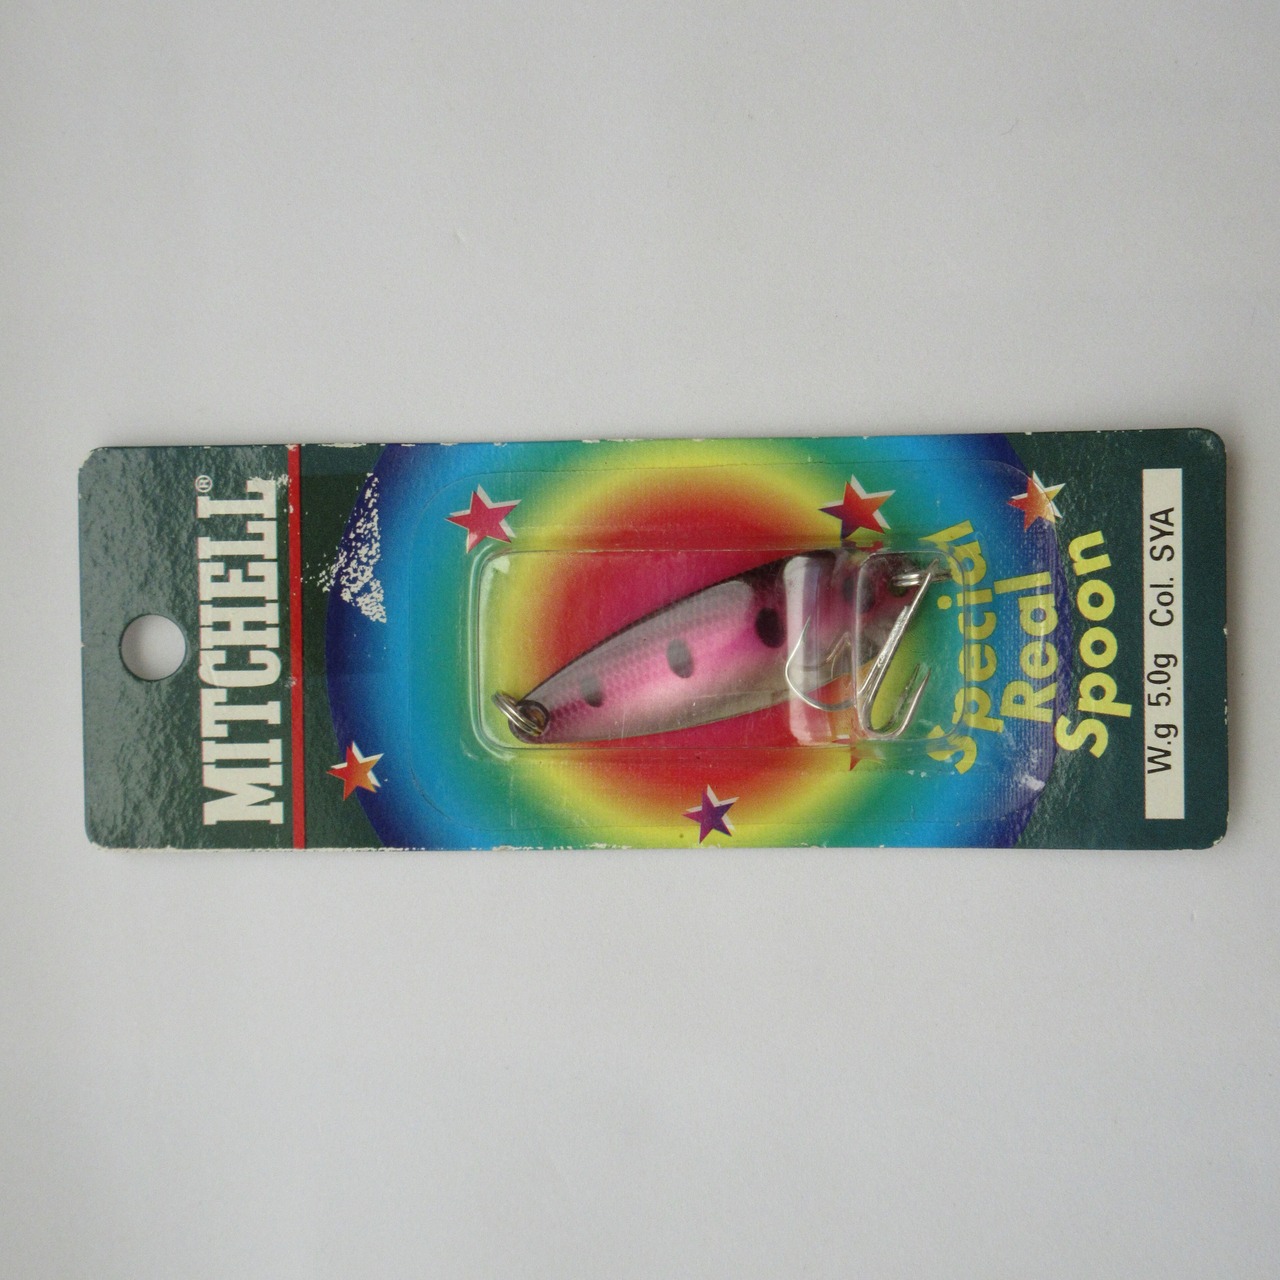 MITCHELL®
Special
Real
Spoon
W.g 5.0g Col. SYA